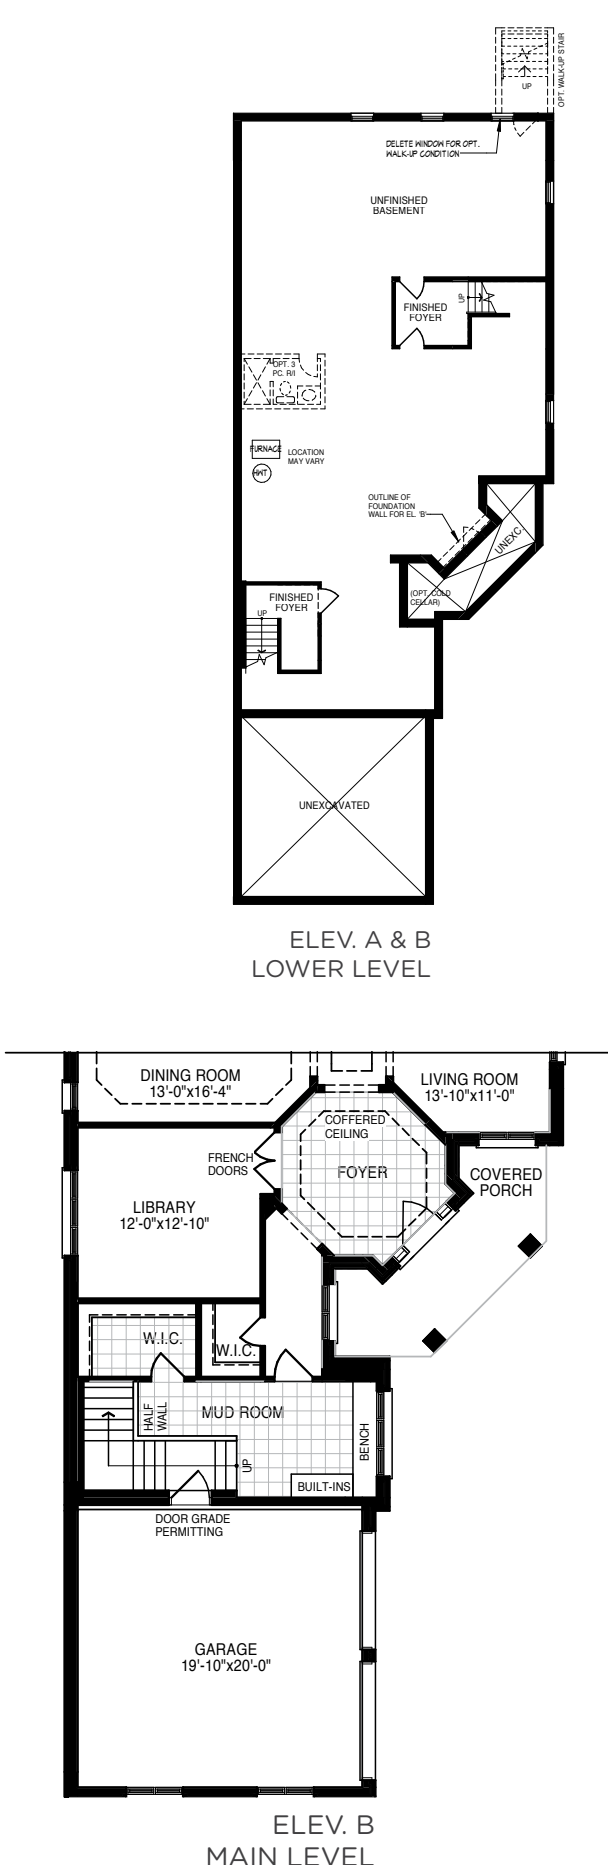 OPT. WALK-UP STAIR
UP
DELETE WINDOW FOR OPT.
WALK-UP CONDITION
UNFINISHED
BASEMENT
UP
FINISHED
FOYER
OPT. 3
PC. R/I
FURNACE
LOCATION
MAY VARY
HWT
OUTLINE OF
FOUNDATION
WALL FOR EL. 'B'
UNEXC.
(OPT. COLD
CELLAR)
FINISHED
FOYER
UP
UNEXCAVATED
ELEV. A & B
LOWER LEVEL
DINING ROOM
13'-0"x16'-4"
LIVING ROOM
13'-10"x11'-0"
COFFERED
CEILING
FRENCH
DOORS
FOYER
COVERED
PORCH
LIBRARY
12'-0"x12'-10"
W.I.C.
W.I.C.
HALF
WALL
MUD ROOM
BENCH
UP
BUILT-INS
DOOR GRADE
PERMITTING
GARAGE
19'-10"x20'-0"
ELEV. B
MAIN LEVEL